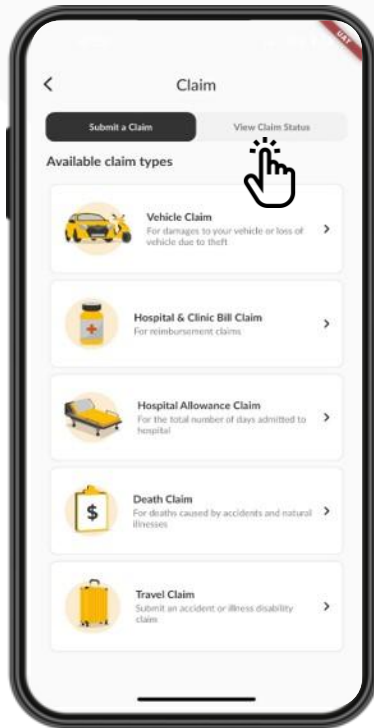 UAT
Claim
Submit a Claim
View Claim Status
Available claim types
Vehicle Claim
For damages to your vehicle or loss of
vehicle due to theft
Hospital & Clinic Bill Claim
For reimbursement claims
Hospital Allowance Claim
For the total number of days admitted to
hospital
$
Death Claim
For deaths caused by accidents and natural
illnesses
Travel Claim
Submit an accident or illness disability
claim